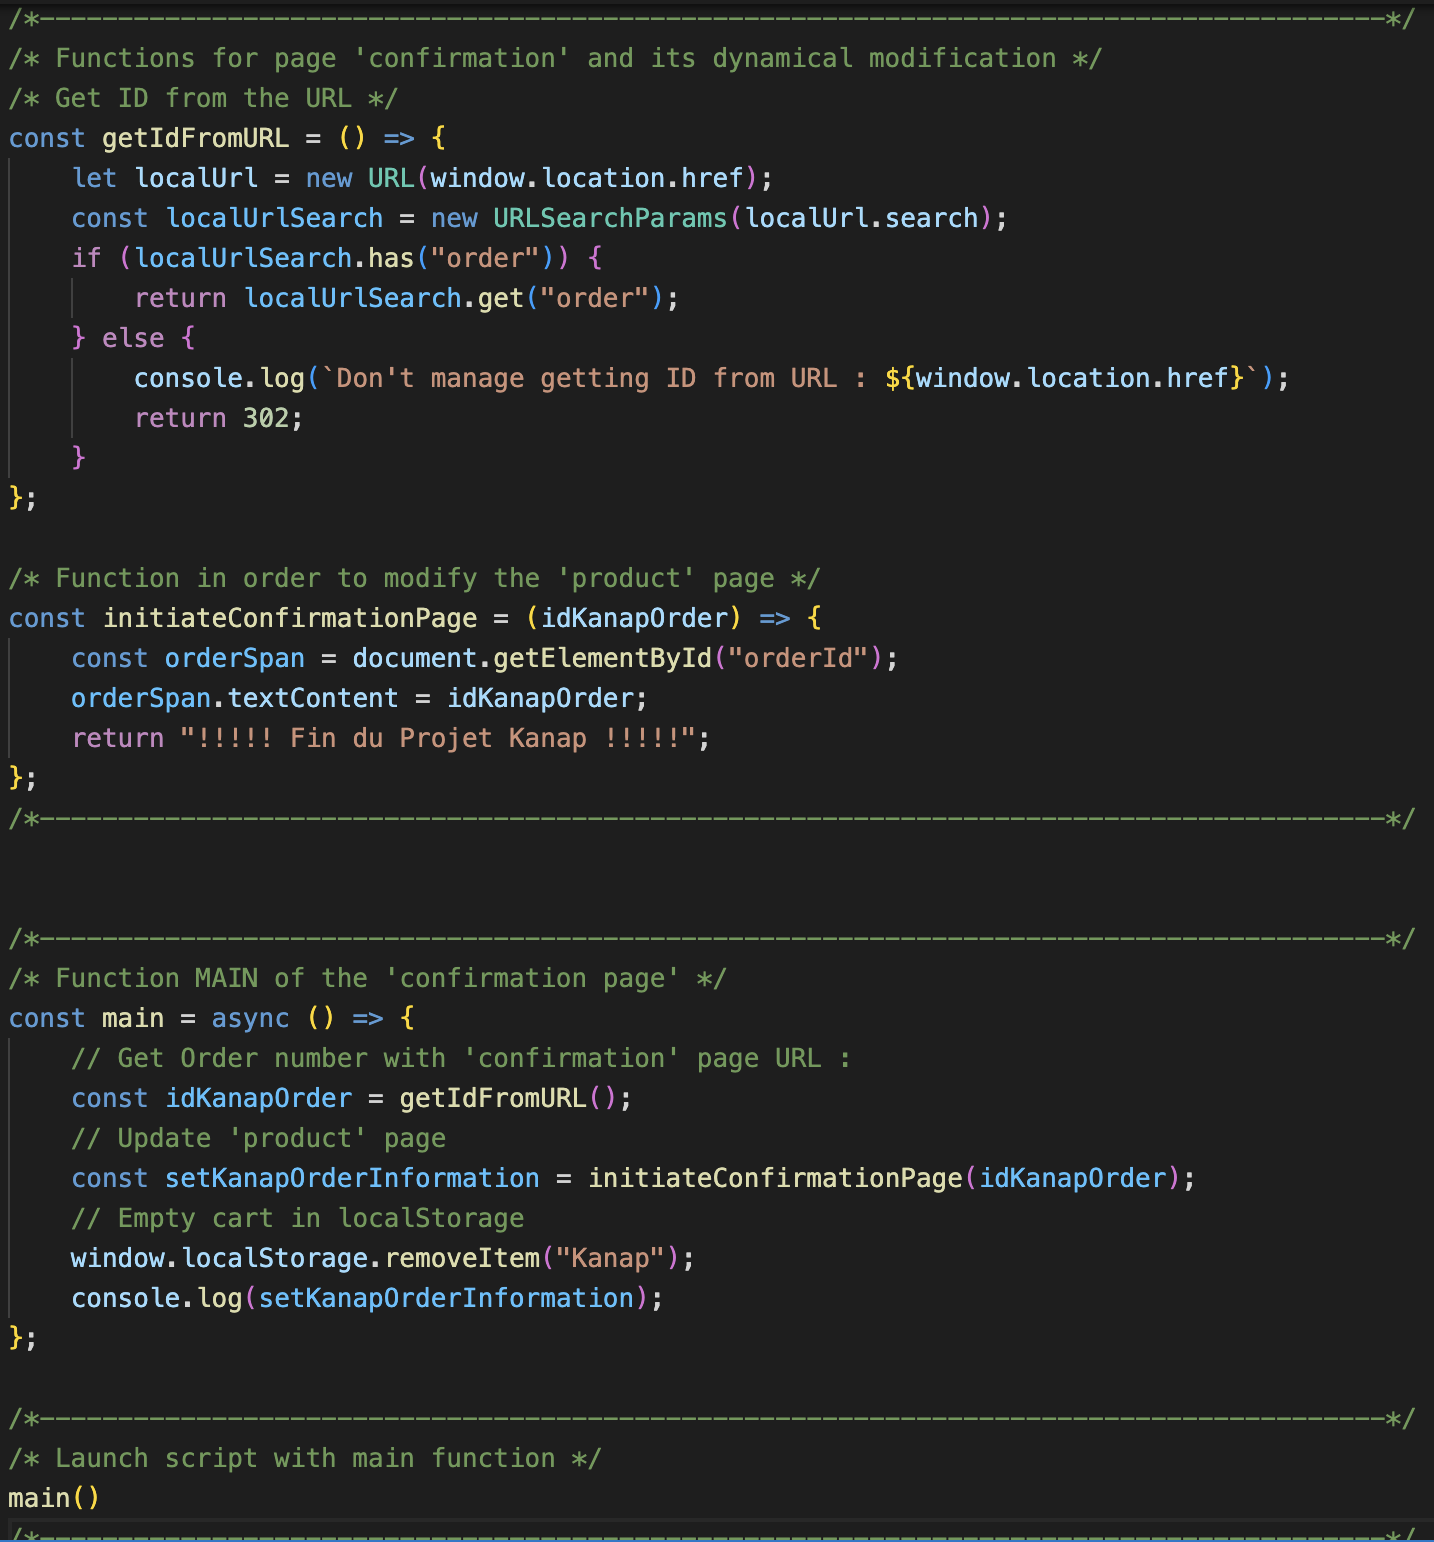 /*--------------------------------------------------------------------------------------*/
/* Functions for page 'confirmation' and its dynamical modification */
/* Get ID from the URL */
const getIdFromURL = () => {
    let localUrl = new URL(window.location.href);
    const localUrlSearch = new URLSearchParams(localUrl.search);
    if (localUrlSearch.has("order")) {
        return localUrlSearch.get("order");
    } else {
        console.log(`Don't manage getting ID from URL : ${window.location.href}`);
        return 302;
    }
};

/* Function in order to modify the 'product' page */
const initiateConfirmationPage = (idKanapOrder) => {
    const orderSpan = document.getElementById("orderId");
    orderSpan.textContent = idKanapOrder;
    return "!!!!! Fin du Projet Kanap !!!!!";
};
/*--------------------------------------------------------------------------------------*/


/*--------------------------------------------------------------------------------------*/
/* Function MAIN of the 'confirmation page' */
const main = async () => {
    // Get Order number with 'confirmation' page URL :
    const idKanapOrder = getIdFromURL();
    // Update 'product' page
    const setKanapOrderInformation = initiateConfirmationPage(idKanapOrder);
    // Empty cart in localStorage
    window.localStorage.removeItem("Kanap");
    console.log(setKanapOrderInformation);
};

/*--------------------------------------------------------------------------------------*/
/* Launch script with main function */
main()
/*--------------------------------------------------------------------------------------*/